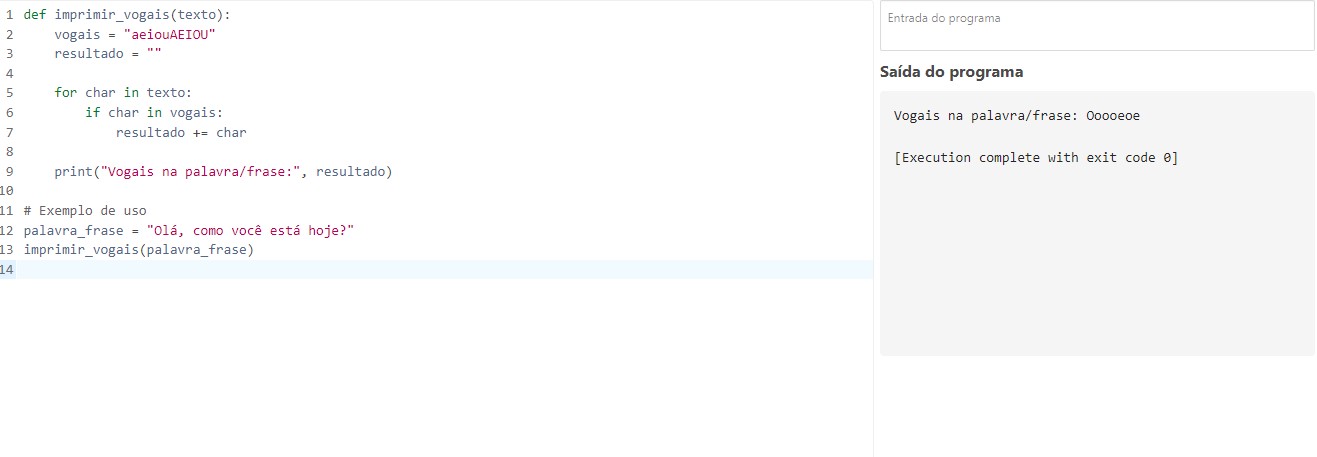 1 def imprimir_vogais(texto):
2     vogais = "aeiouAEIOU"
3     resultado = ""
4
5     for char in texto:
6         if char in vogais:
7             resultado += char
8
9     print("Vogais na palavra/frase:", resultado)
10
11 # Exemplo de uso
12 palavra_frase = "Olá, como você está hoje?"
13 imprimir_vogais(palavra_frase)
14
Entrada do programa
Saída do programa
Vogais na palavra/frase: Ooooeoe
[Execution complete with exit code 0]